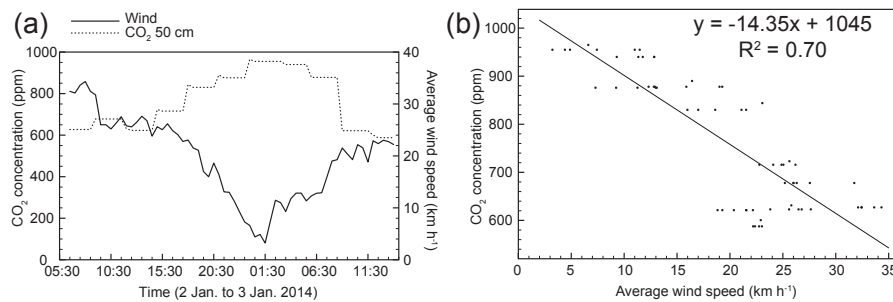 (a)
Wind
CO₂ 50 cm
CO₂ concentration (ppm)
1000
800
600
400
200
0
40
30
20
10
0
Average wind speed (km h⁻¹)
05:30 10:30 15:30 20:30 01:30 06:30 11:30
Time (2 Jan. to 3 Jan. 2014)
(b)
y = -14.35x + 1045
R² = 0.70
CO₂ concentration (ppm)
1000
900
800
700
600
0 5 10 15 20 25 30 35
Average wind speed (km h⁻¹)